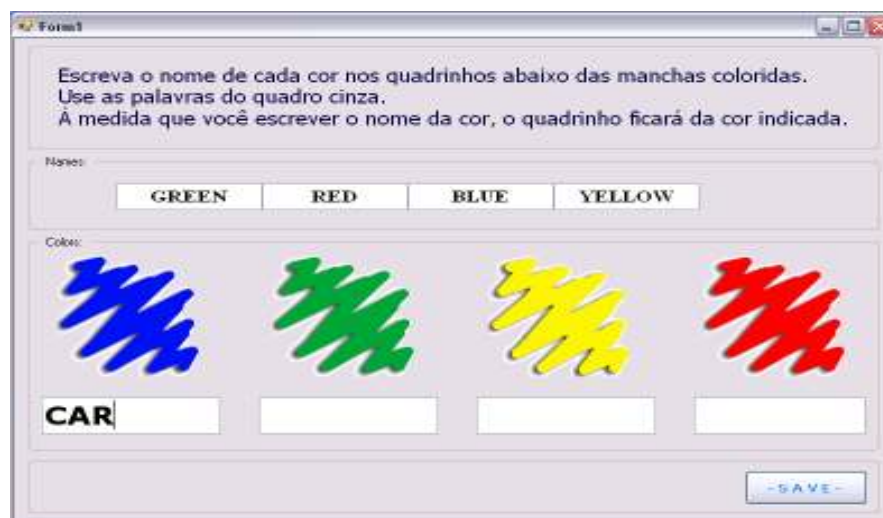 Form1
Escreva o nome de cada cor nos quadrinhos abaixo das manchas coloridas.
Use as palavras do quadro cinza.
À medida que você escrever o nome da cor, o quadrinho ficará da cor indicada.
Names:
GREEN RED BLUE YELLOW
Colors:
CAR
-SAVE-